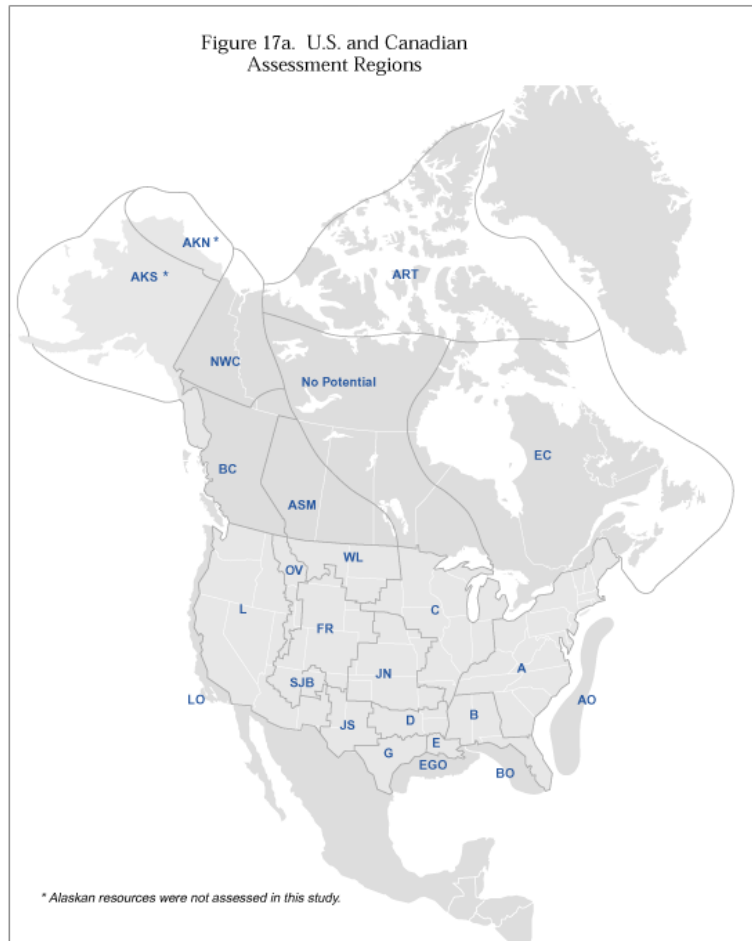 Figure 17a. U.S. and Canadian
Assessment Regions
AKN *
AKS *
ART
NWC
No Potential
BC
EC
ASM
WL
OV
L
C
FR
A
SJB
JN
LO
AO
JS
D
B
G
E
EGO
BO
* Alaskan resources were not assessed in this study.